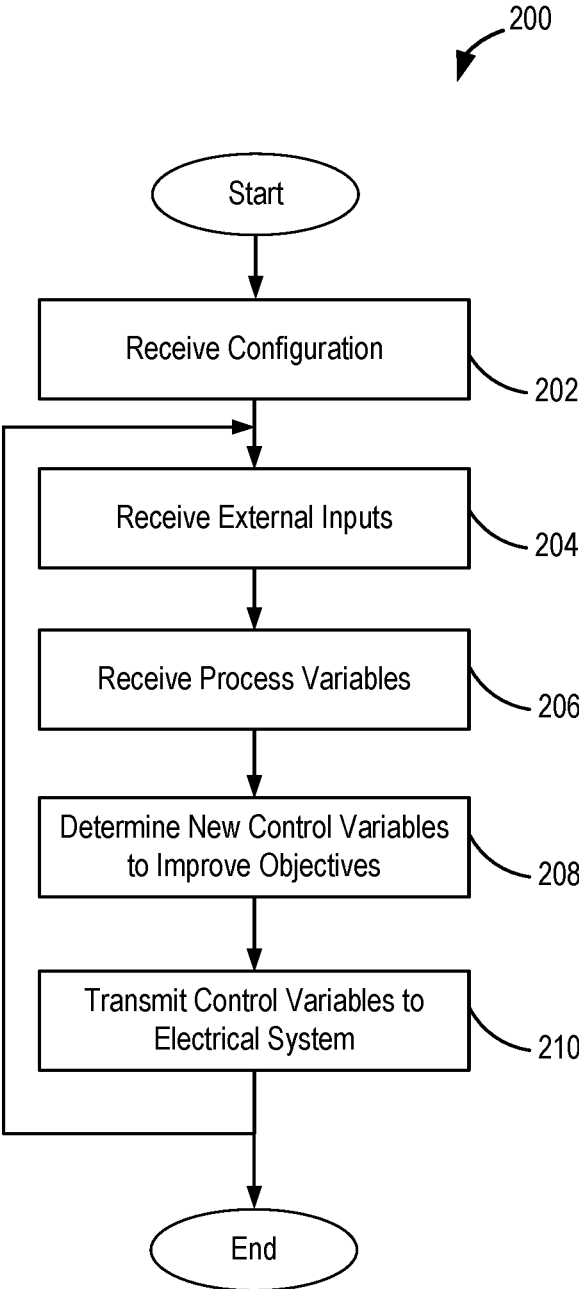 200
Start
Receive Configuration
202
Receive External Inputs
204
Receive Process Variables
206
Determine New Control Variables
to Improve Objectives
208
Transmit Control Variables to
Electrical System
210
End